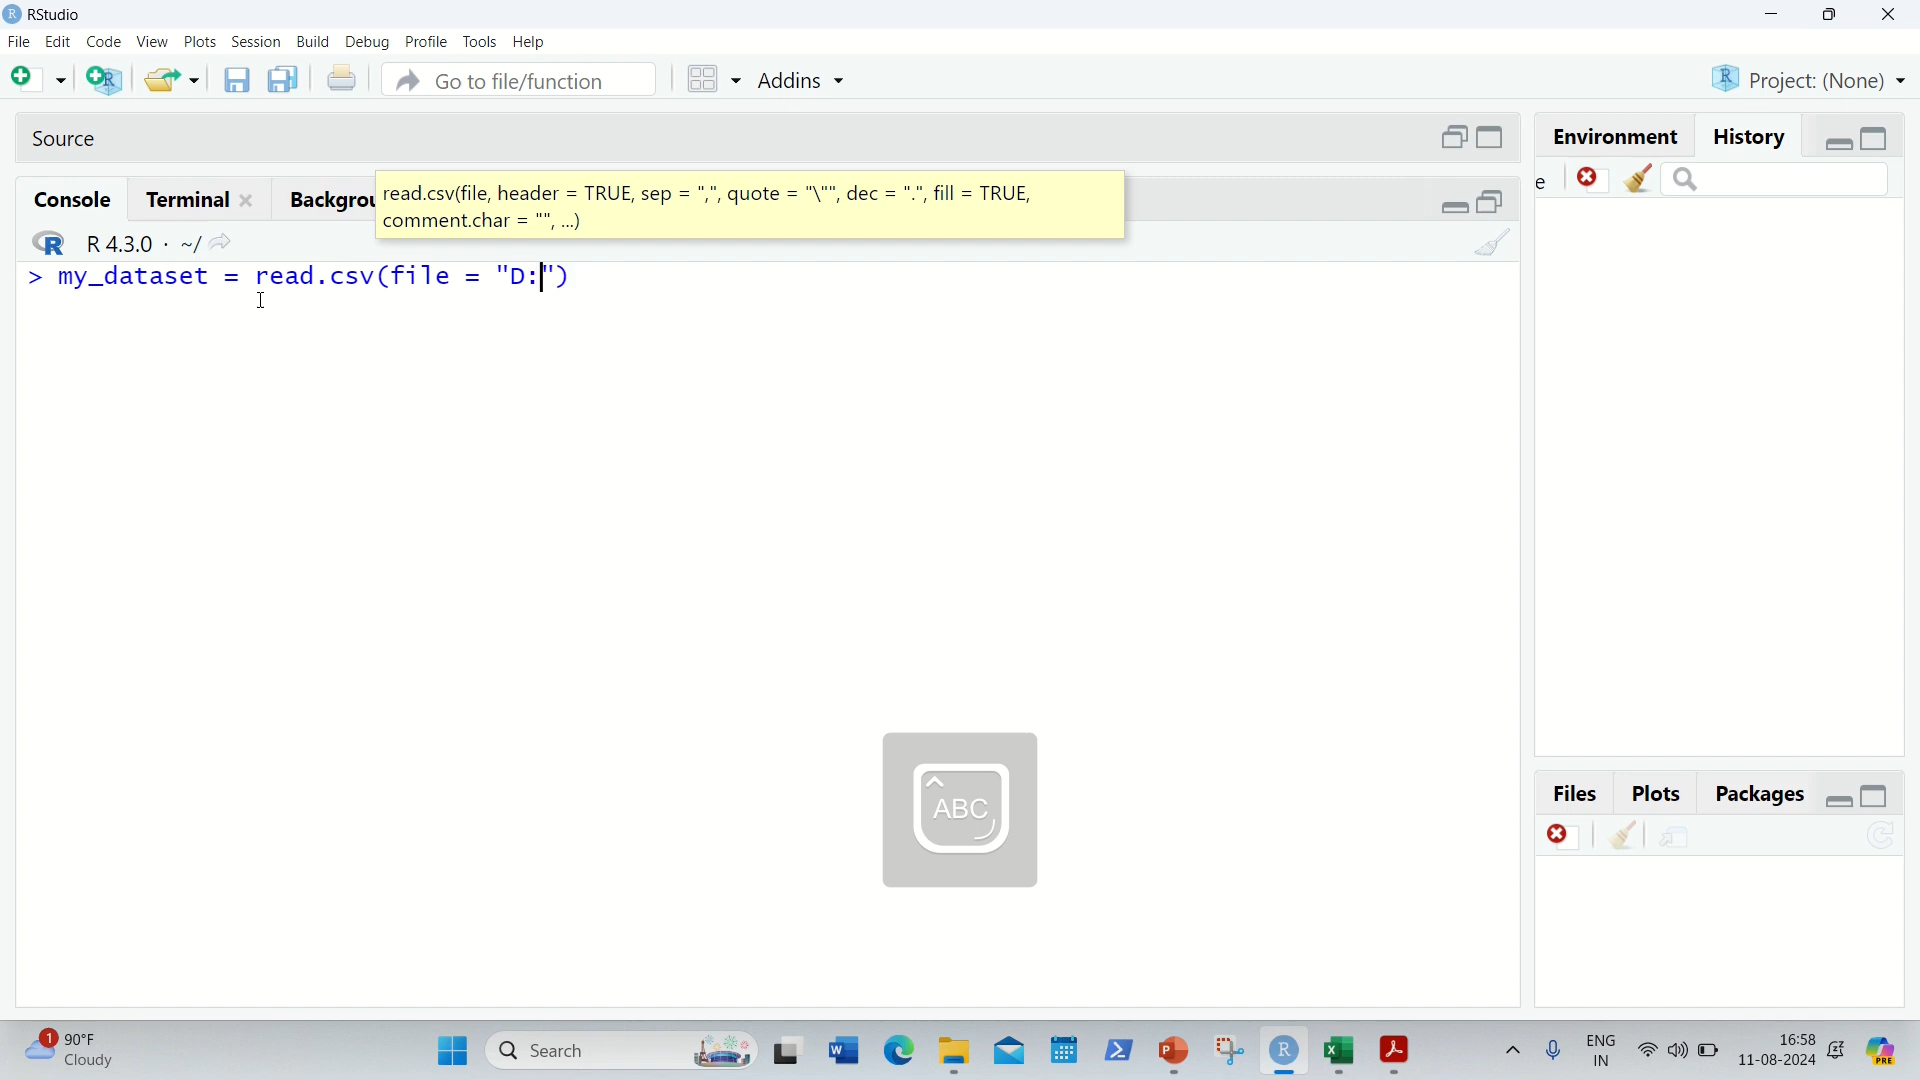 RStudio
File Edit Code View Plots Session Build Debug Profile Tools Help
Go to file/function Addins Project: (None)
Source
Environment History
Console Terminal Backgrou
read.csv(file, header = TRUE, sep = ",", quote = "\"", dec = ".", fill = TRUE,
comment.char = "", ...)
e
R 4.3.0 · ~/
> my_dataset = read.csv(file = "D:")
ABC
Files Plots Packages
1 90°F
Cloudy
Search
ENG
IN
16:58
11-08-2024
PRE